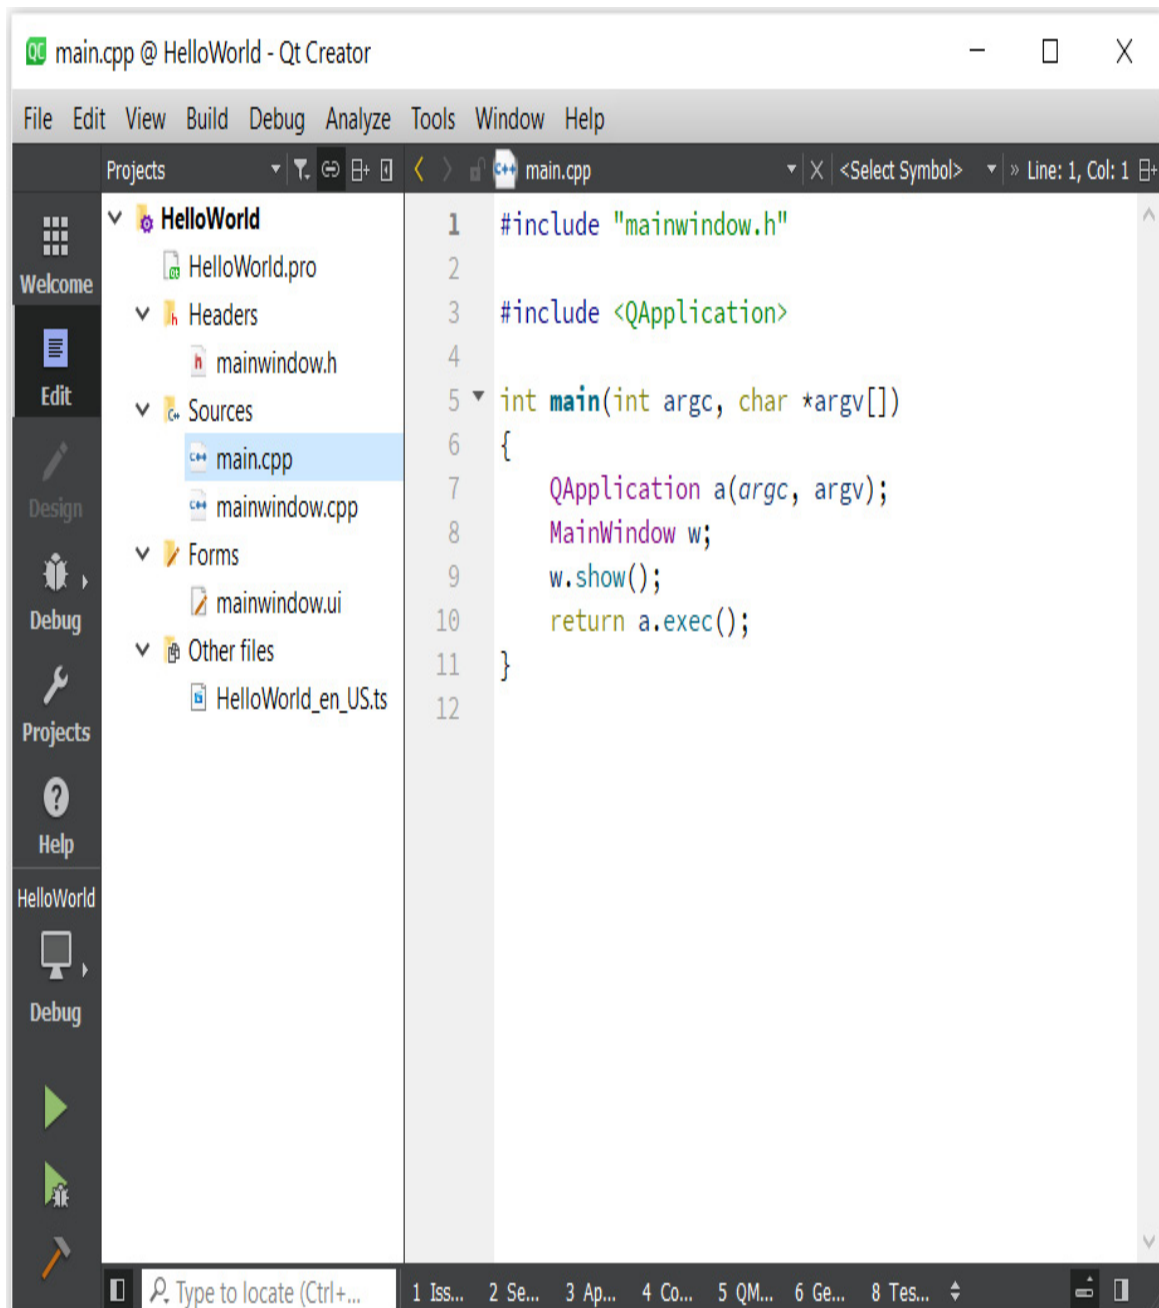 QC main.cpp @ HelloWorld - Qt Creator
File Edit View Build Debug Analyze Tools Window Help
Projects
main.cpp <Select Symbol> » Line: 1, Col: 1
Welcome
Edit
Design
Debug
Projects
Help
HelloWorld
Debug
HelloWorld
HelloWorld.pro
Headers
mainwindow.h
Sources
main.cpp
mainwindow.cpp
Forms
mainwindow.ui
Other files
HelloWorld_en_US.ts
1 #include "mainwindow.h"
2
3 #include <QApplication>
4
5 int main(int argc, char *argv[])
6 {
7 QApplication a(argc, argv);
8 MainWindow w;
9 w.show();
10 return a.exec();
11 }
12
Type to locate (Ctrl+...
1 Iss... 2 Se... 3 Ap... 4 Co... 5 QM... 6 Ge... 8 Tes...